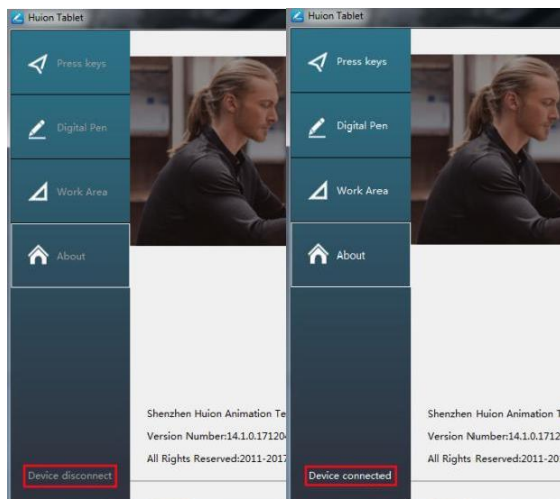 Huion Tablet
Press keys
Digital Pen
Work Area
About
Shenzhen Huion Animation Te
Version Number:14.1.0.17120
All Rights Reserved:2011-2017
Device disconnect
Huion Tablet
Press keys
Digital Pen
Work Area
About
Shenzhen Huion Animation T
Version Number:14.1.0.1712
All Rights Reserved:2011-20
Device connected